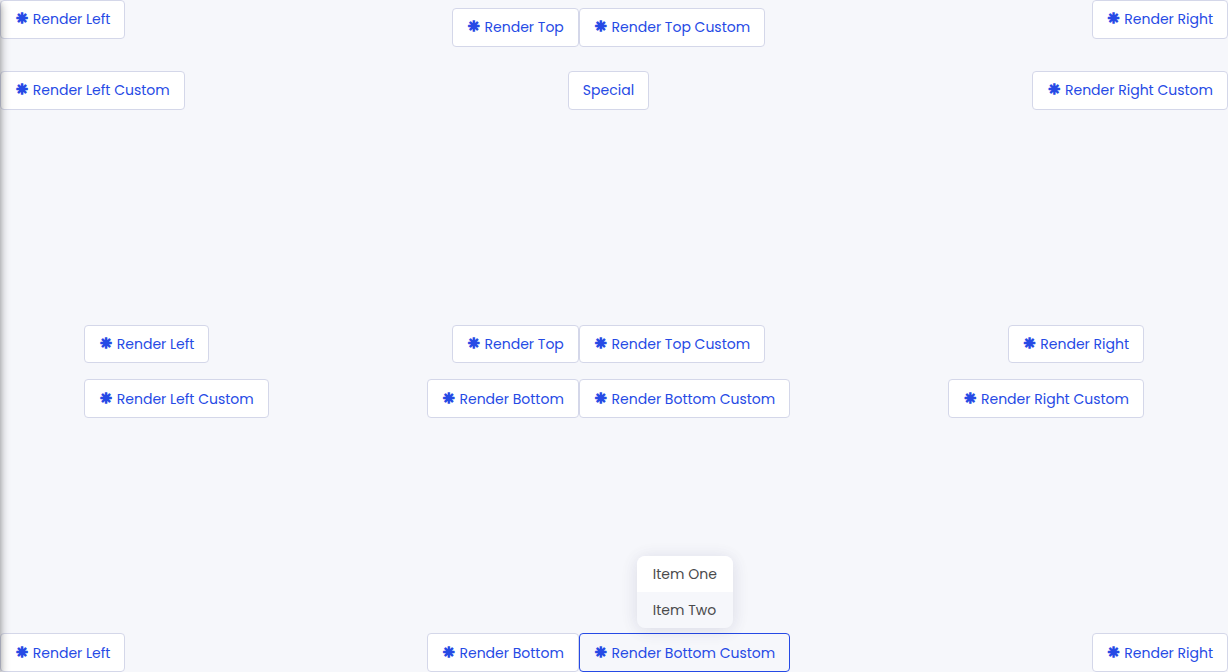 Render Left
Render Top
Render Top Custom
Render Right
Render Left Custom
Special
Render Right Custom
Render Left
Render Top
Render Top Custom
Render Right
Render Left Custom
Render Bottom
Render Bottom Custom
Render Right Custom
Item One
Item Two
Render Left
Render Bottom
Render Bottom Custom
Render Right